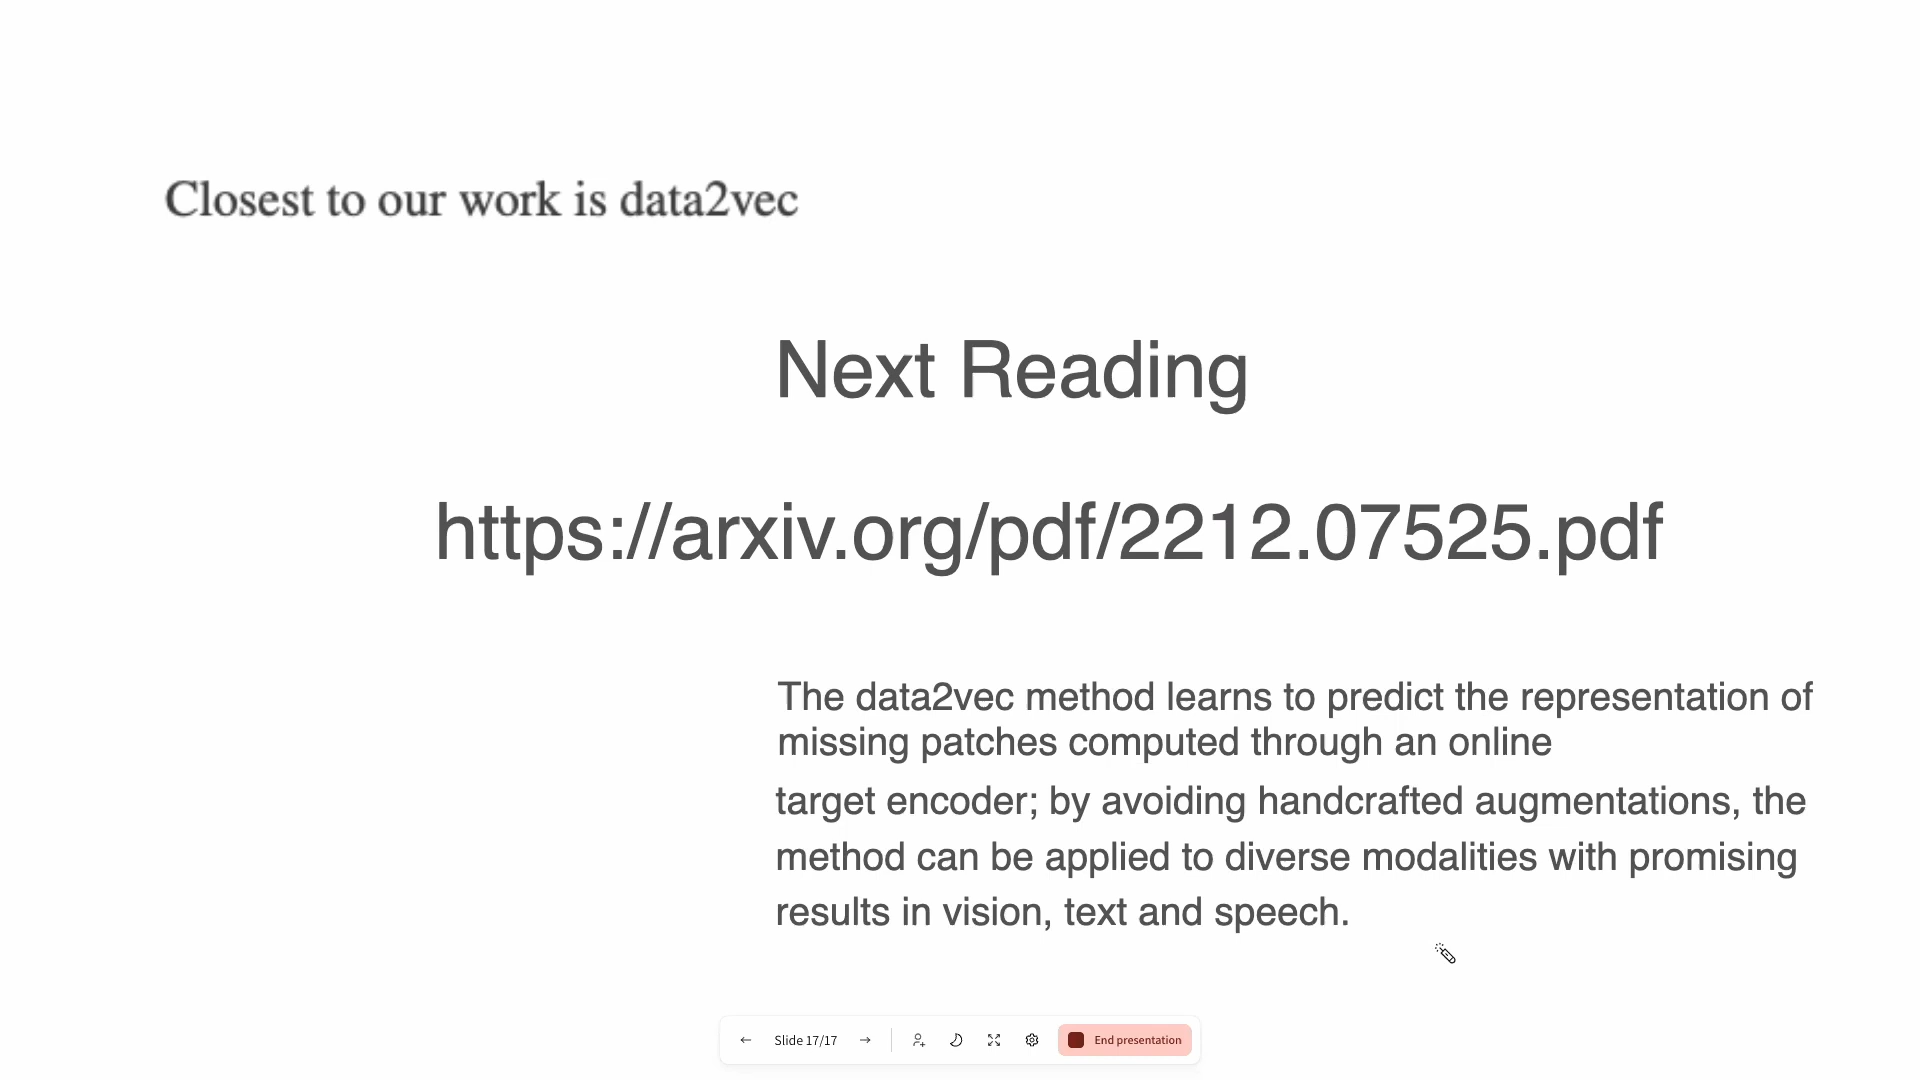 Closest to our work is data2vec
Next Reading
https://arxiv.org/pdf/2212.07525.pdf
The data2vec method learns to predict the representation of
missing patches computed through an online
target encoder; by avoiding handcrafted augmentations, the
method can be applied to diverse modalities with promising
results in vision, text and speech.
Slide 17/17
End presentation